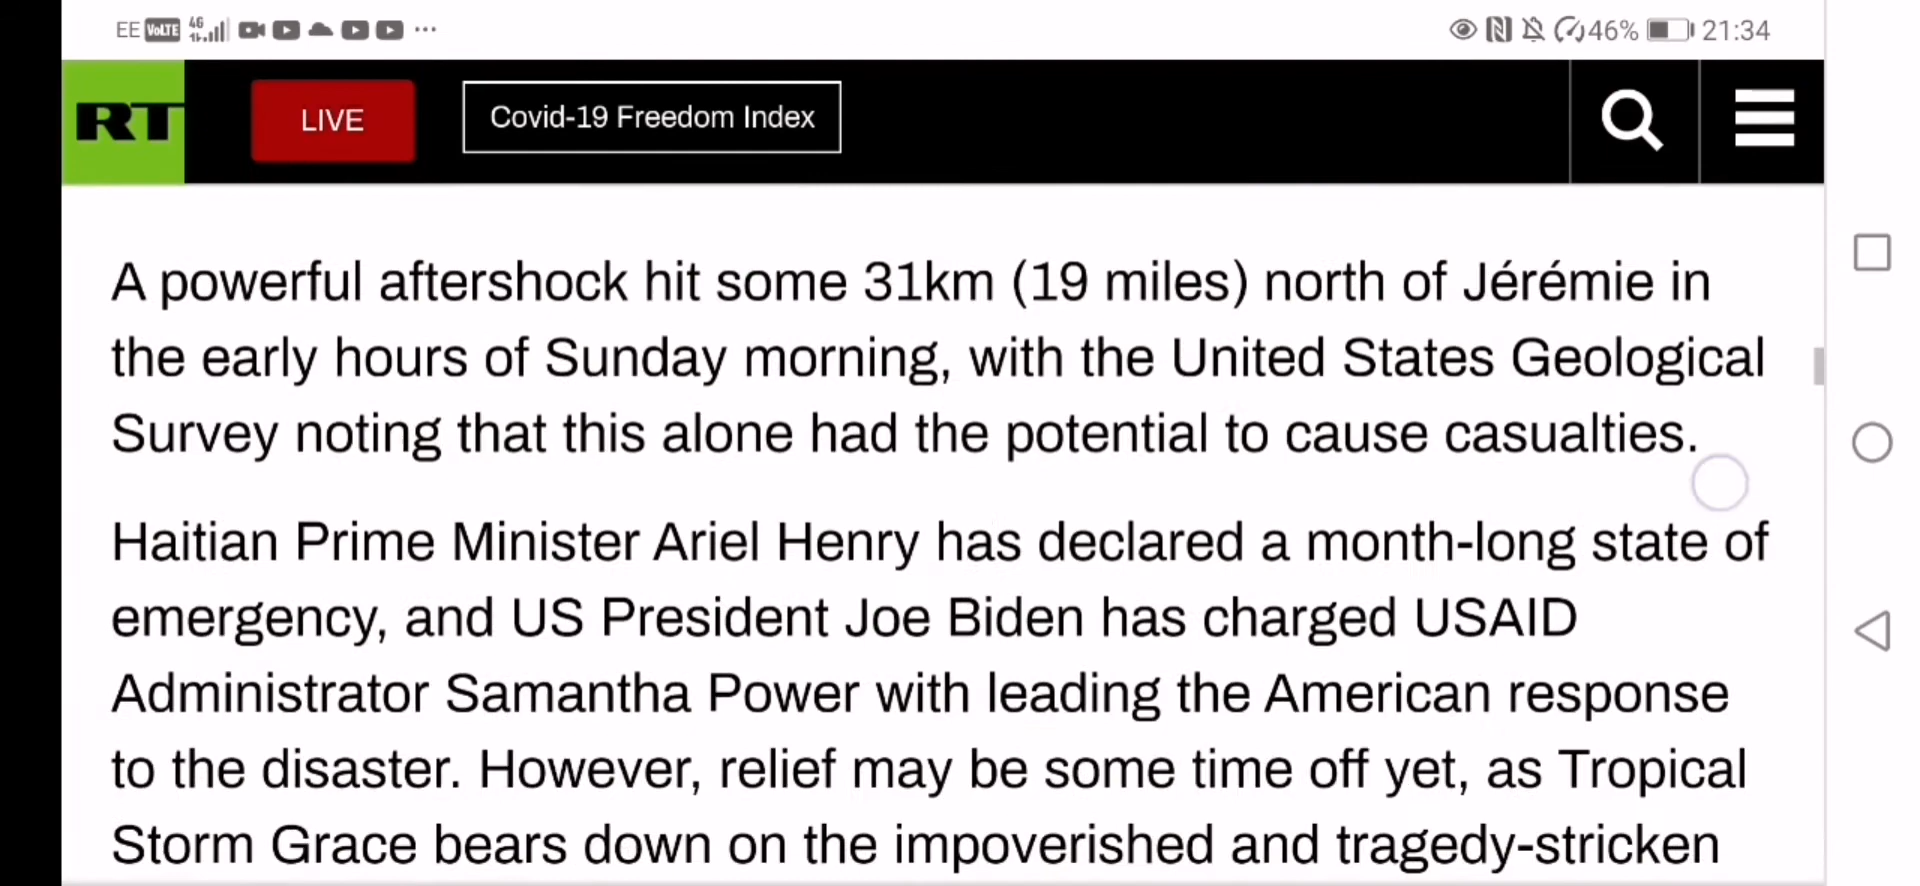 EE VoLTE 4G 46% 21:34
RT LIVE Covid-19 Freedom Index
A powerful aftershock hit some 31km (19 miles) north of Jérémie in
the early hours of Sunday morning, with the United States Geological
Survey noting that this alone had the potential to cause casualties.
Haitian Prime Minister Ariel Henry has declared a month-long state of
emergency, and US President Joe Biden has charged USAID
Administrator Samantha Power with leading the American response
to the disaster. However, relief may be some time off yet, as Tropical
Storm Grace bears down on the impoverished and tragedy-stricken